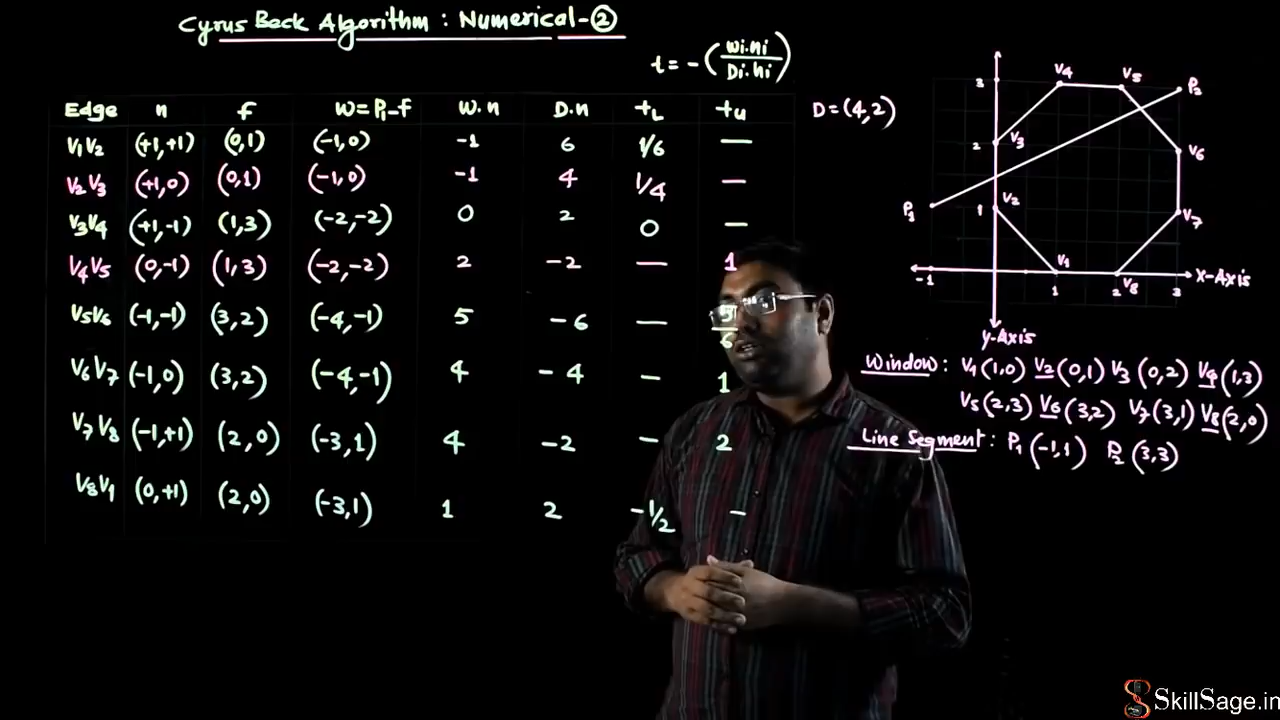 Cyrus Beck Algorithm : Numerical-②
t = - (Wi.ni / Di.ni)
Edge n f W=P1-f W.n D.n tL tu
V1V2 (+1,+1) (0,1) (-1,0) -1 6 1/6 —
V2V3 (+1,0) (0,1) (-1,0) -1 4 1/4 —
V3V4 (+1,-1) (1,3) (-2,-2) 0 2 0 —
V4V5 (0,-1) (1,3) (-2,-2) 2 -2 — 1
V5V6 (-1,-1) (3,2) (-4,-1) 5 -6 — 5/6
V6V7 (-1,0) (3,2) (-4,-1) 4 -4 - 1
V7V8 (-1,+1) (2,0) (-3,1) 4 -2 - 2
V8V1 (0,+1) (2,0) (-3,1) 1 2 -1/2 -
D=(4,2)
3
V4
V5
P2
2
V3
V6
P1
1
V2
V7
V1
V8
-1
1
2
3
X-Axis
y-Axis
Window: V1(1,0) V2(0,1) V3(0,2) V4(1,3)
V5(2,3) V6(3,2) V7(3,1) V8(2,0)
Line Segment: P1(-1,1) P2(3,3)
SkillSage.in